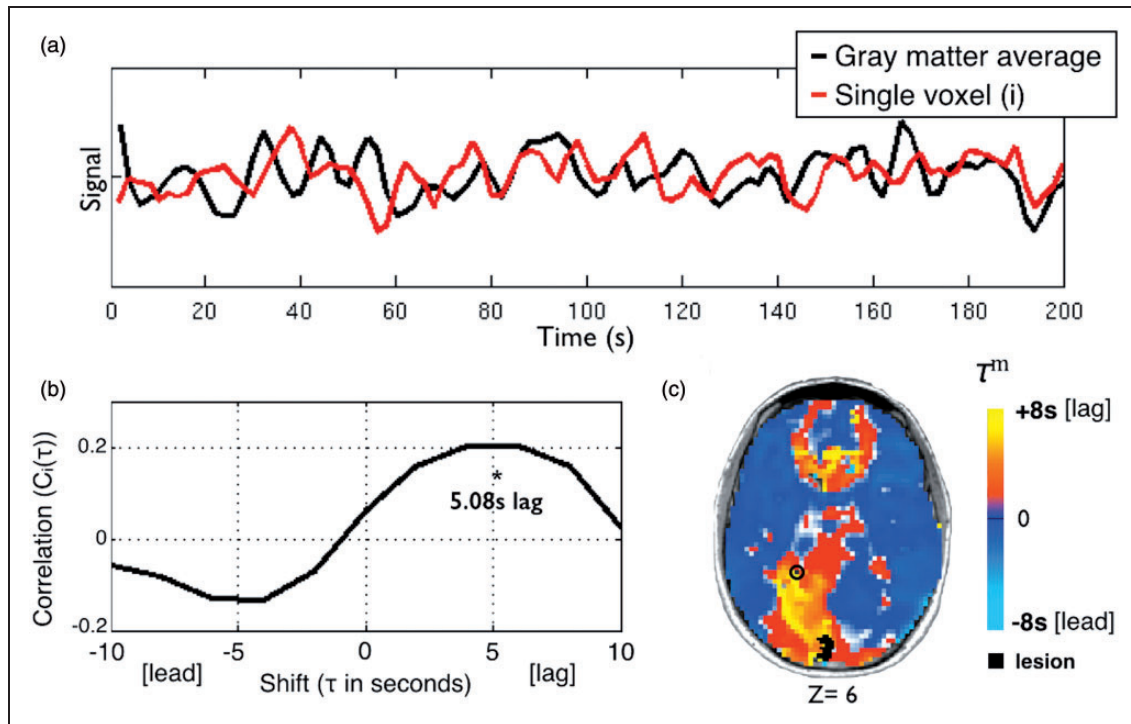 (a)
Gray matter average
Single voxel (i)
Signal
0 20 40 60 80 100 120 140 160 180 200
Time (s)
(b)
Correlation (Cᵢ(τ))
0.2
0
-0.2
5.08s lag
*
-10 -5 0 5 10
[lead] Shift (τ in seconds) [lag]
(c)
τᵐ
+8s [lag]
0
-8s [lead]
lesion
Z= 6